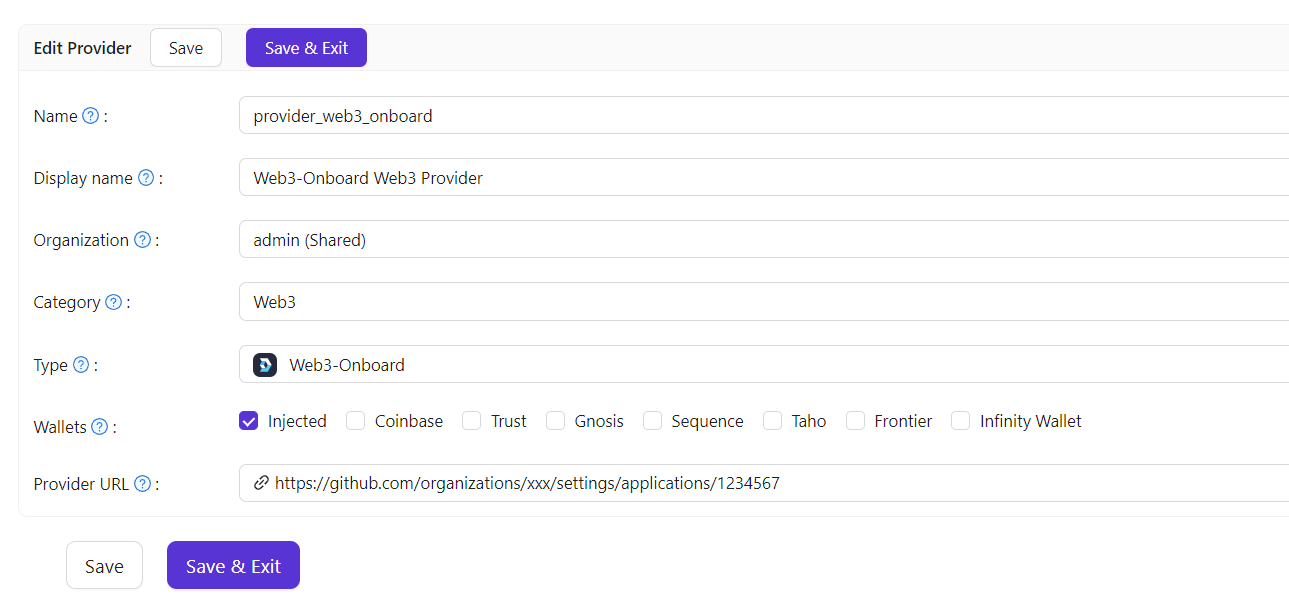 Edit Provider Save Save & Exit
Name ? : provider_web3_onboard
Display name ? : Web3-Onboard Web3 Provider
Organization ? : admin (Shared)
Category ? : Web3
Type ? : Web3-Onboard
Wallets ? : Injected Coinbase Trust Gnosis Sequence Taho Frontier Infinity Wallet
Provider URL ? : https://github.com/organizations/xxx/settings/applications/1234567
Save Save & Exit